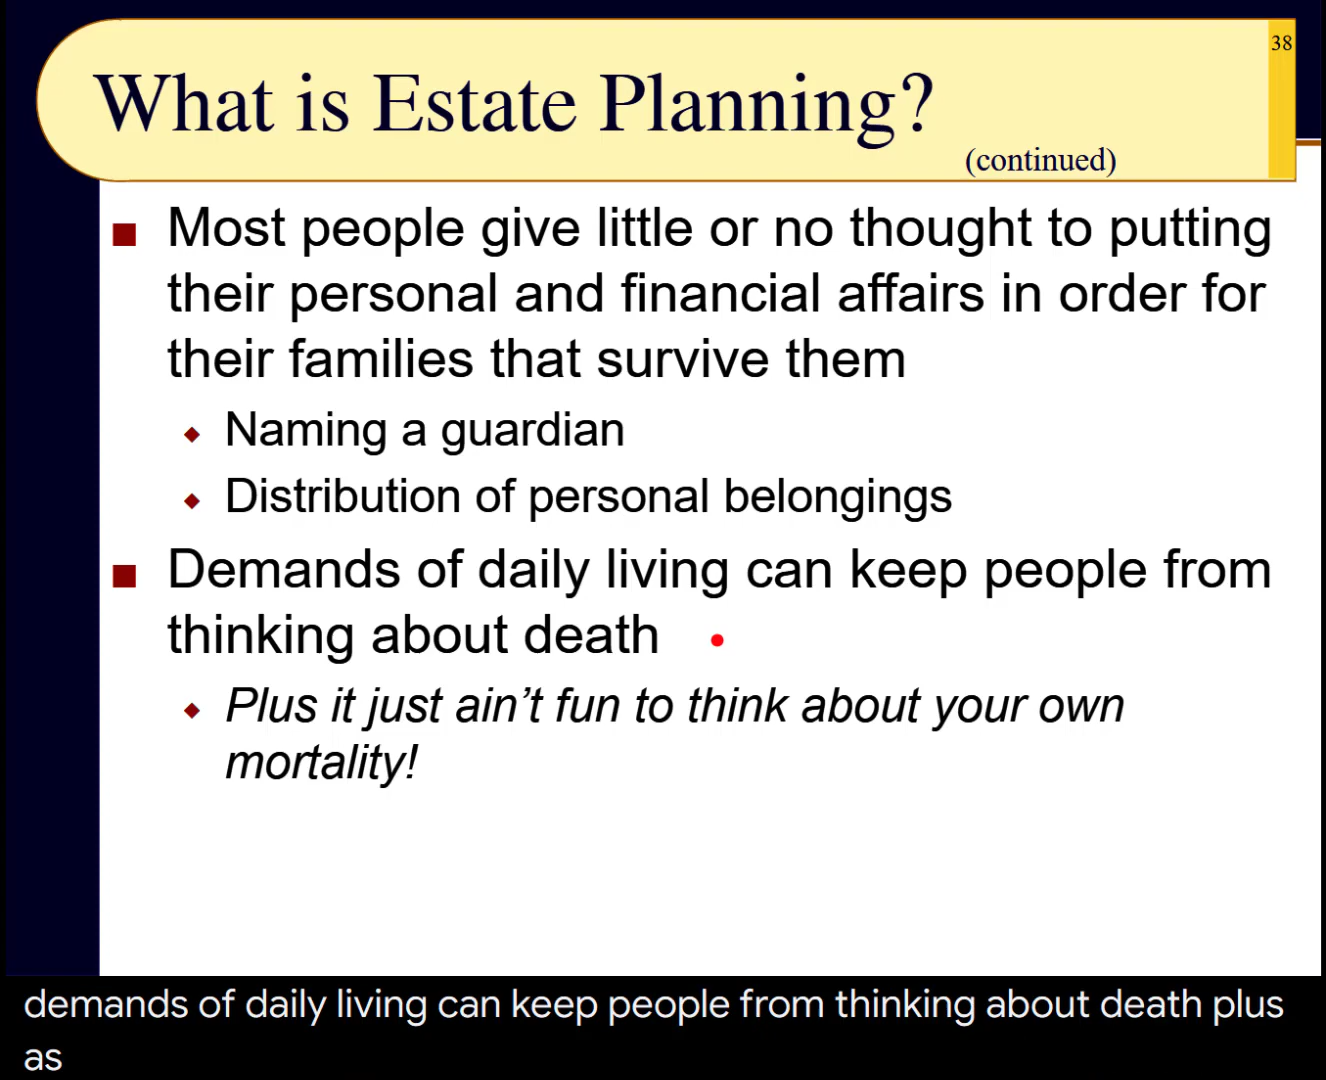 38
What is Estate Planning?
(continued)
Most people give little or no thought to putting
their personal and financial affairs in order for
their families that survive them
Naming a guardian
Distribution of personal belongings
Demands of daily living can keep people from
thinking about death
Plus it just ain’t fun to think about your own
mortality!
demands of daily living can keep people from thinking about death plus
as